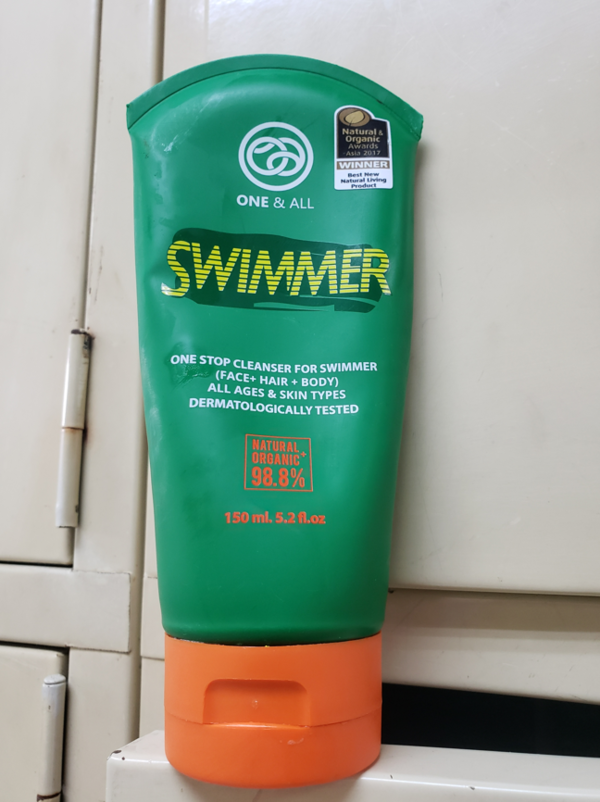 Natural &
Organic
Awards
Asia 2017
WINNER
Best New
Natural Living
Product
ONE & ALL
SWIMMER
ONE STOP CLEANSER FOR SWIMMER
(FACE+ HAIR + BODY)
ALL AGES & SKIN TYPES
DERMATOLOGICALLY TESTED
NATURAL
ORGANIC+
98.8%
150 ml. 5.2 fl.oz